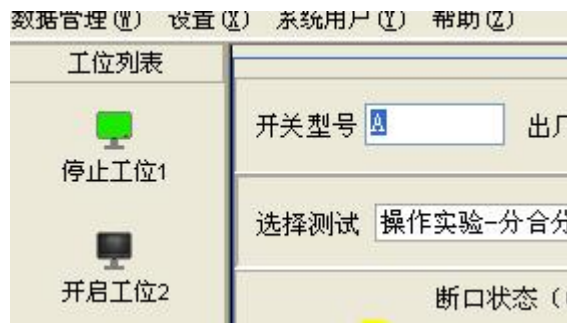 数据管理(W) 设置(X) 系统用户(Y) 帮助(Z)
工位列表
停止工位1
开启工位2
开关型号 A
选择测试 操作实验-分合分
断口状态（